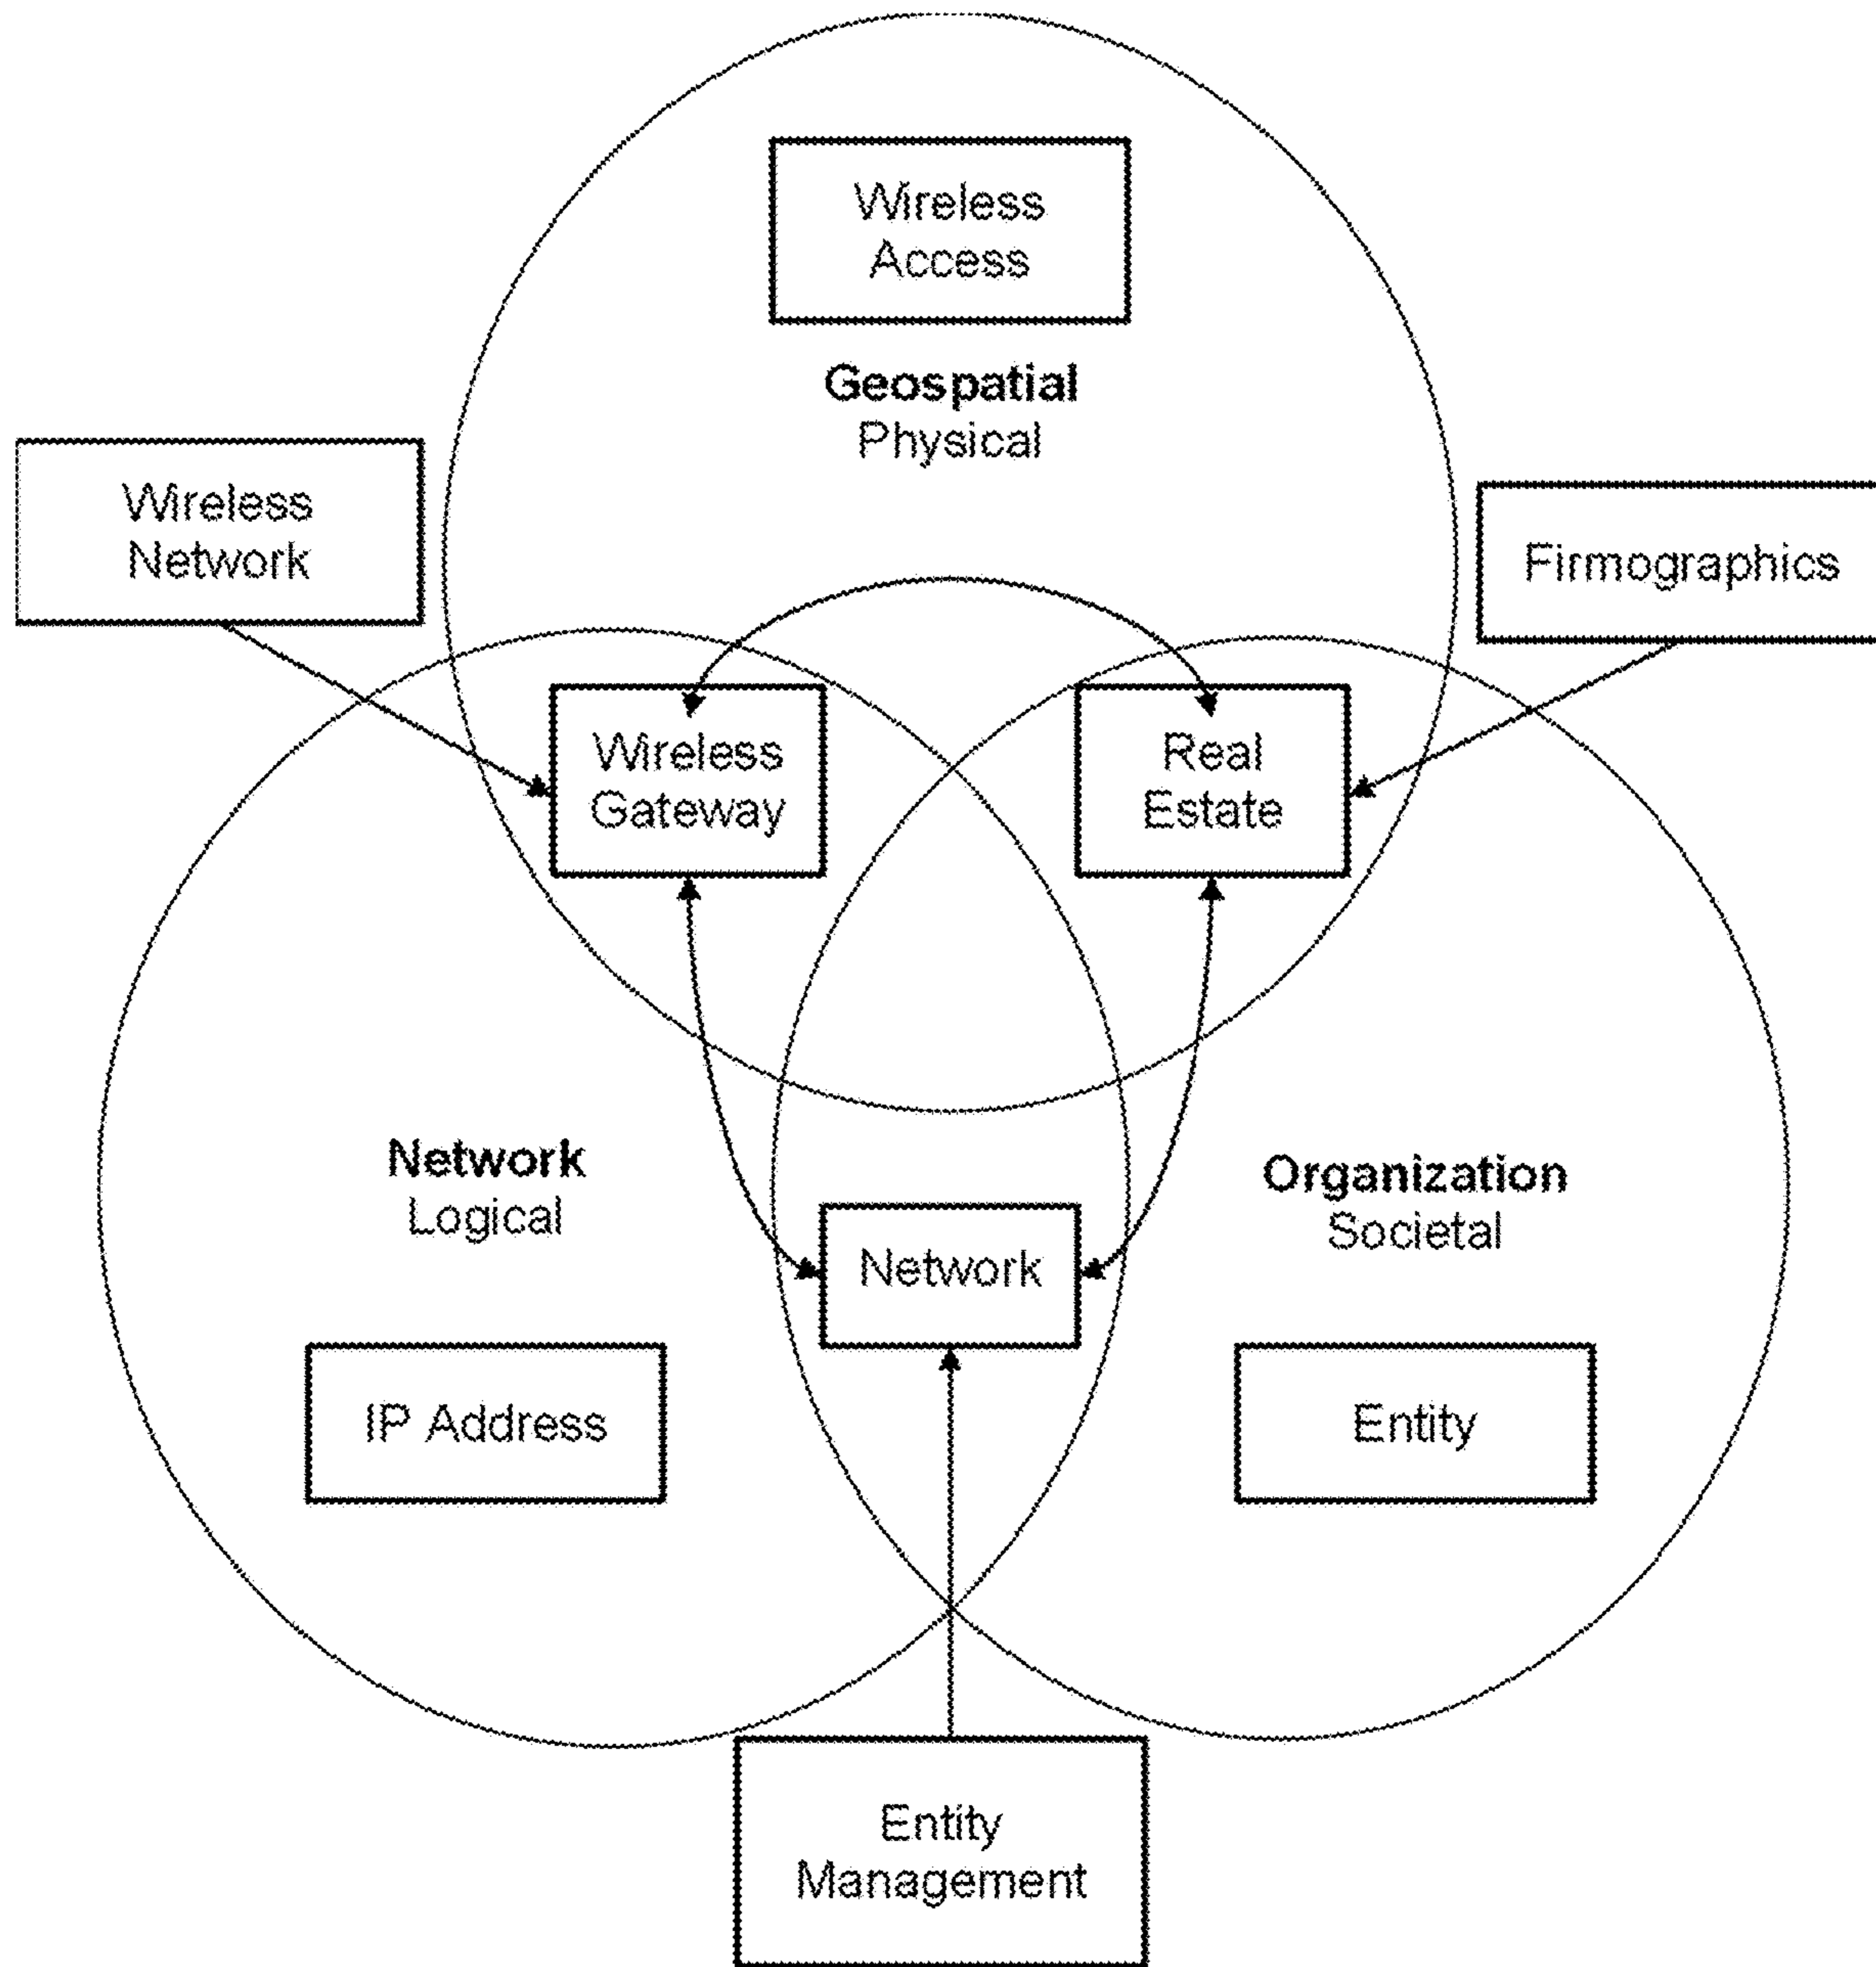 Wireless
Access
Geospatial
Physical
Wireless
Network
Firmographics
Wireless
Gateway
Real
Estate
Network
Logical
Organization
Societal
Network
IP Address
Entity
Entity
Management